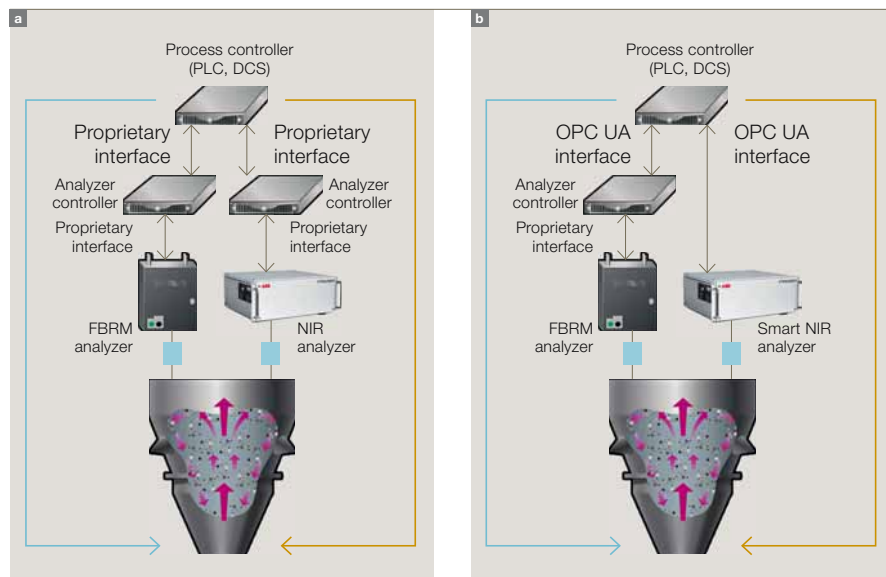 a
Process controller
(PLC, DCS)
Proprietary
interface
Proprietary
interface
Analyzer
controller
Analyzer
controller
Proprietary
interface
Proprietary
interface
FBRM
analyzer
NIR
analyzer
b
Process controller
(PLC, DCS)
OPC UA
interface
OPC UA
interface
Analyzer
controller
Proprietary
interface
FBRM
analyzer
Smart NIR
analyzer